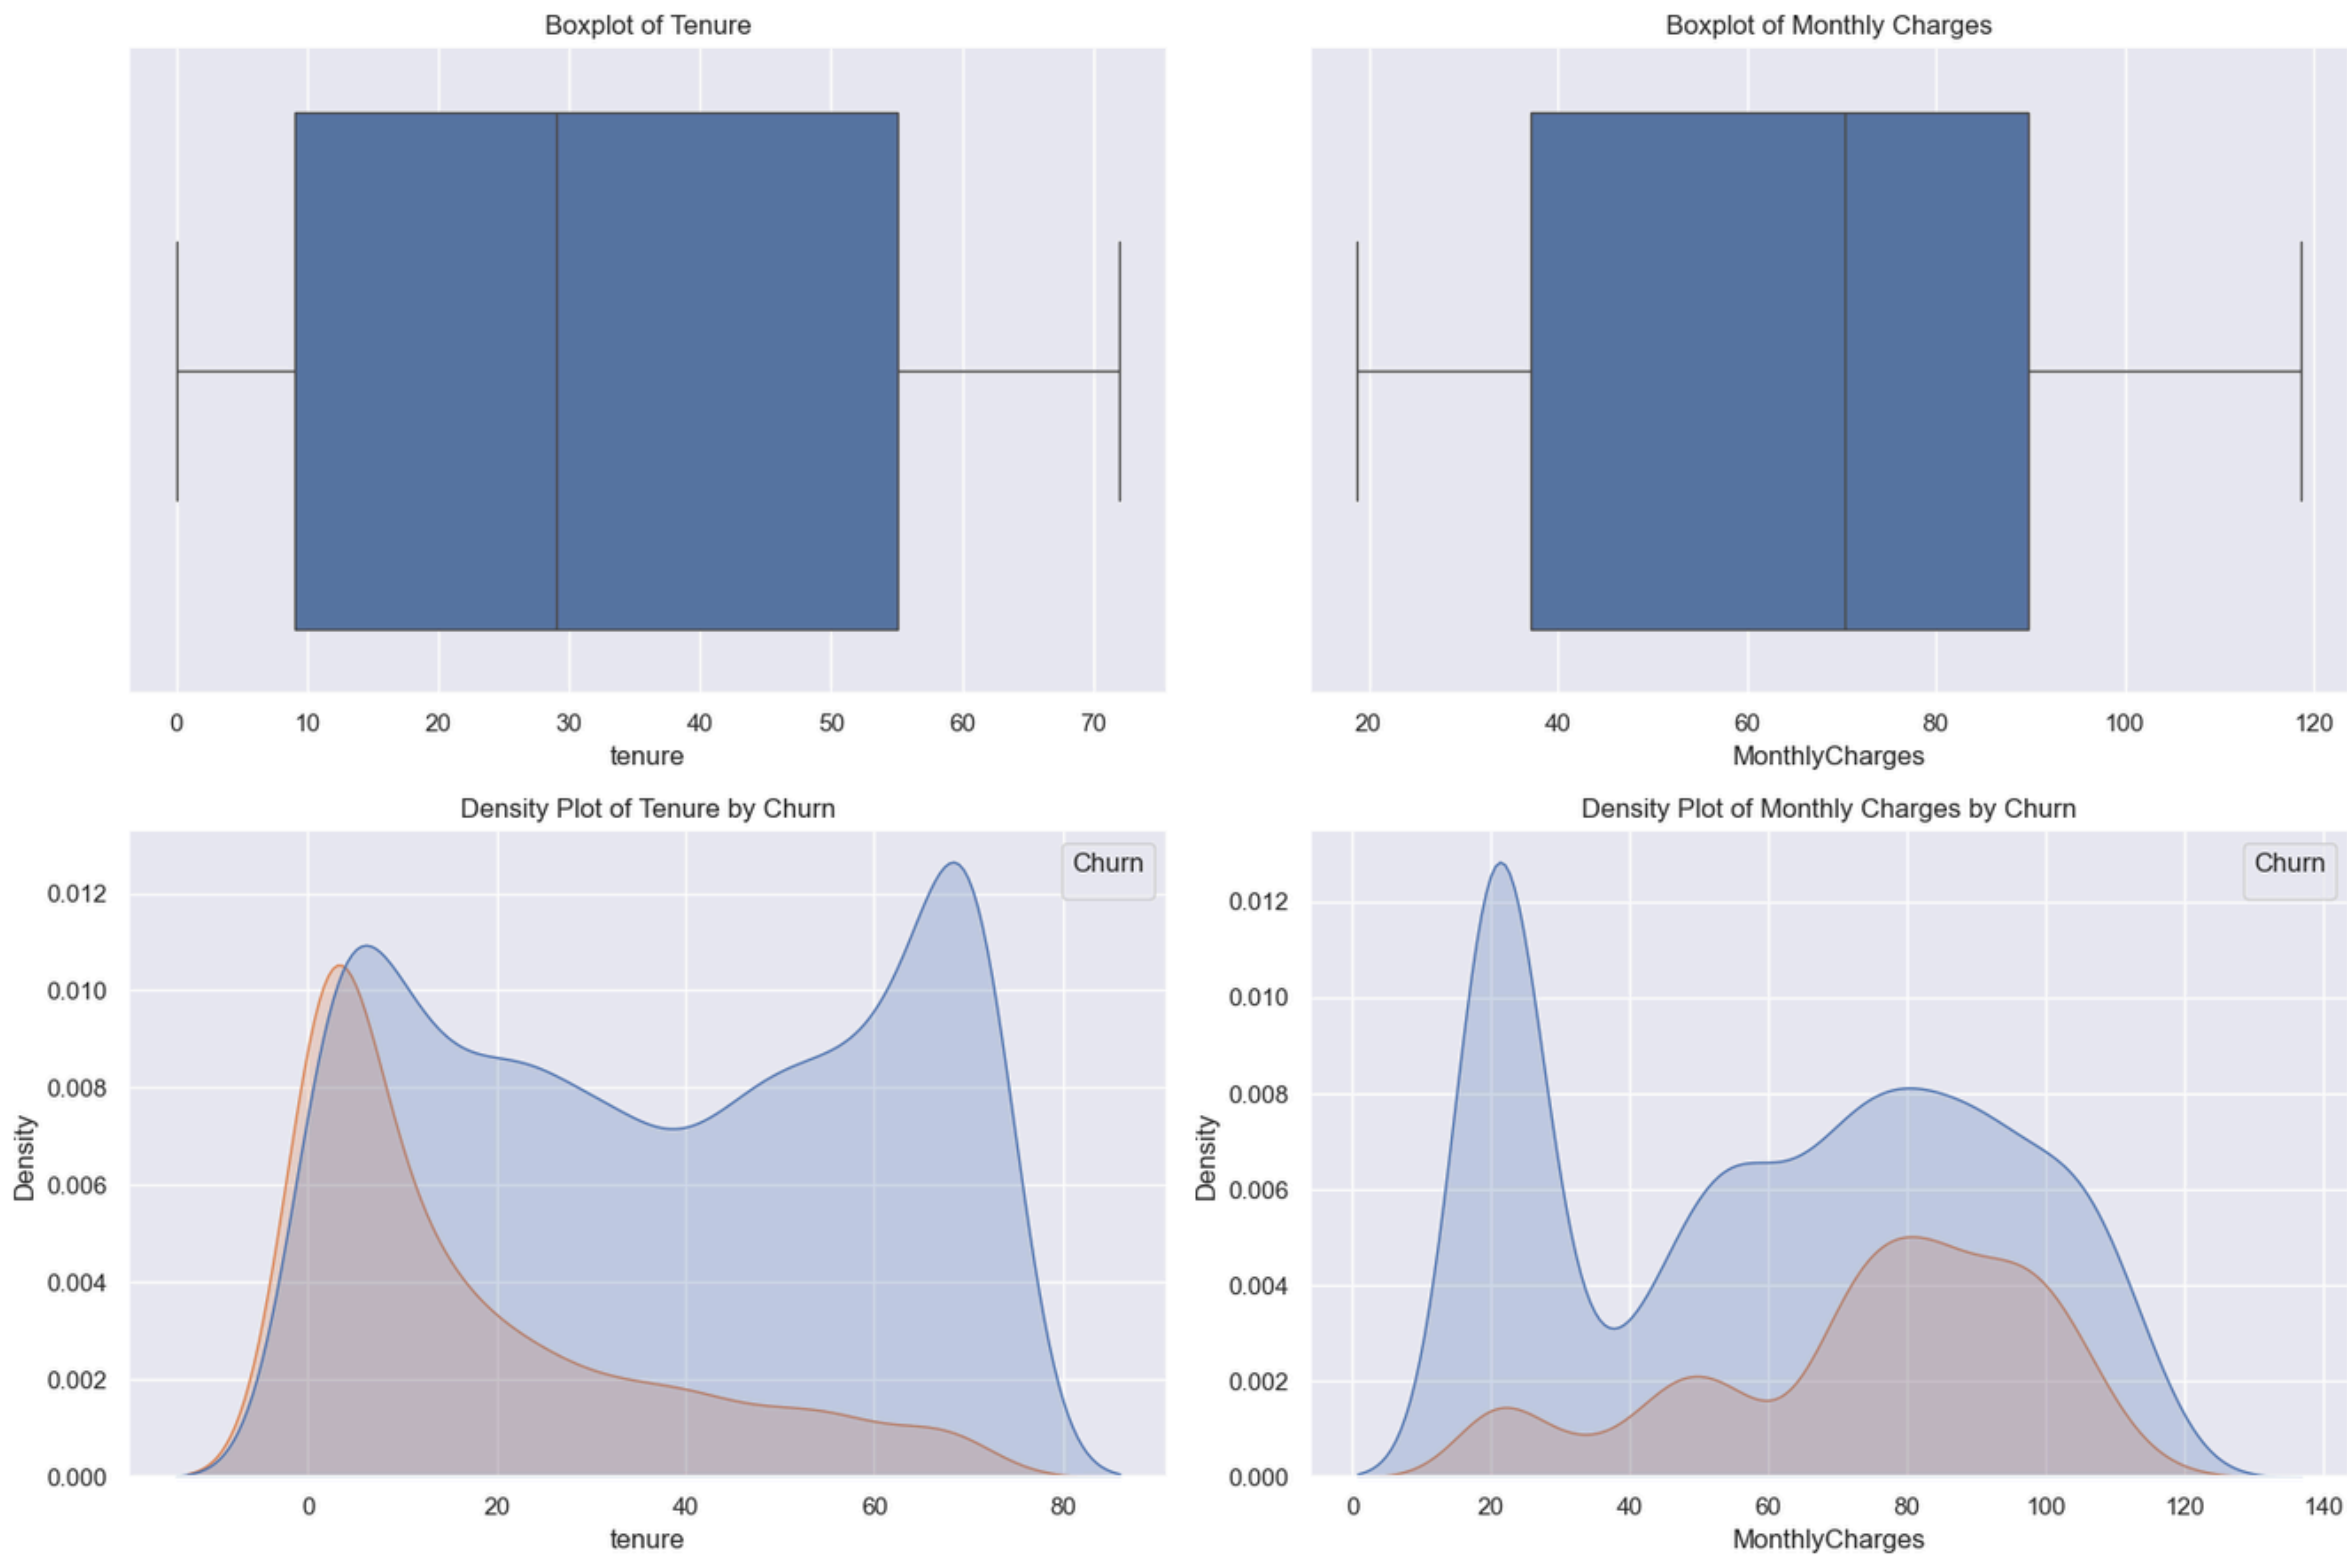 Boxplot of Tenure
0 10 20 30 40 50 60 70
tenure
Boxplot of Monthly Charges
20 40 60 80 100 120
MonthlyCharges
Density Plot of Tenure by Churn
Churn
0.012
0.010
0.008
0.006
0.004
0.002
0.000
Density
0 20 40 60 80
tenure
Density Plot of Monthly Charges by Churn
Churn
0.012
0.010
0.008
0.006
0.004
0.002
0.000
Density
0 20 40 60 80 100 120 140
MonthlyCharges